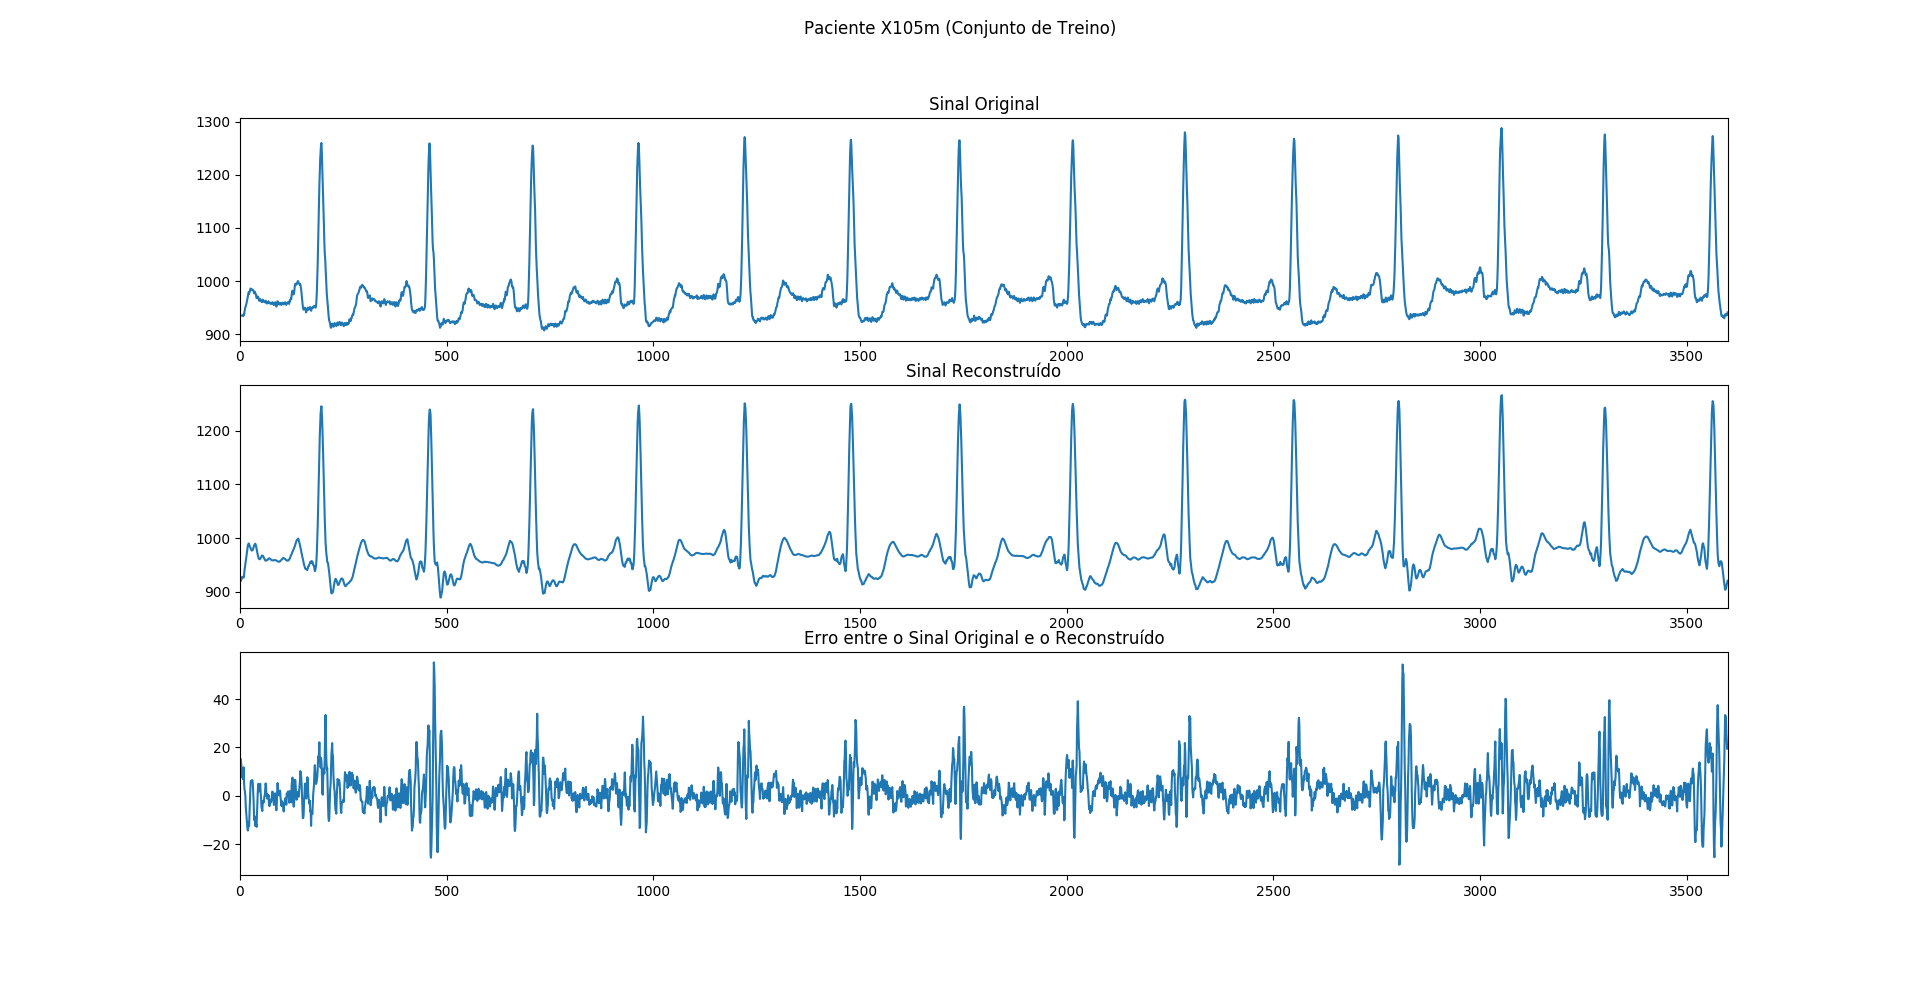 Paciente X105m (Conjunto de Treino)
Sinal Original
1300
1200
1100
1000
900
0 500 1000 1500 2000 2500 3000 3500
Sinal Reconstruído
1200
1100
1000
900
0 500 1000 1500 2000 2500 3000 3500
Erro entre o Sinal Original e o Reconstruído
40
20
0
−20
0 500 1000 1500 2000 2500 3000 3500